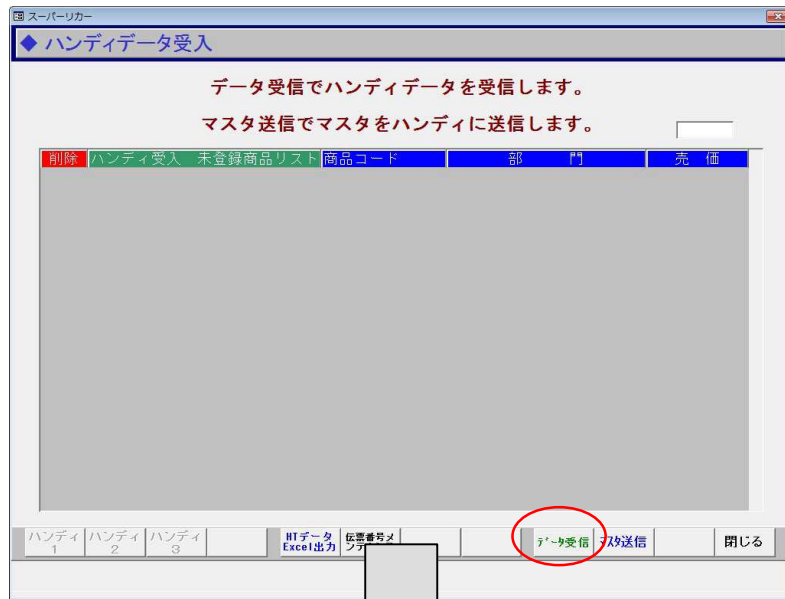 スーパーリカー
◆ ハンディデータ受入
データ受信でハンディデータを受信します。
マスタ送信でマスタをハンディに送信します。
削除 ハンディ受入 未登録商品リスト 商品コード 部 門 売 価
ハンディ 1
ハンディ 2
ハンディ 3
HTデータ Excel出力
伝票番号メ
ﾃﾞｰﾀ受信
ﾏｽﾀ送信
閉じる